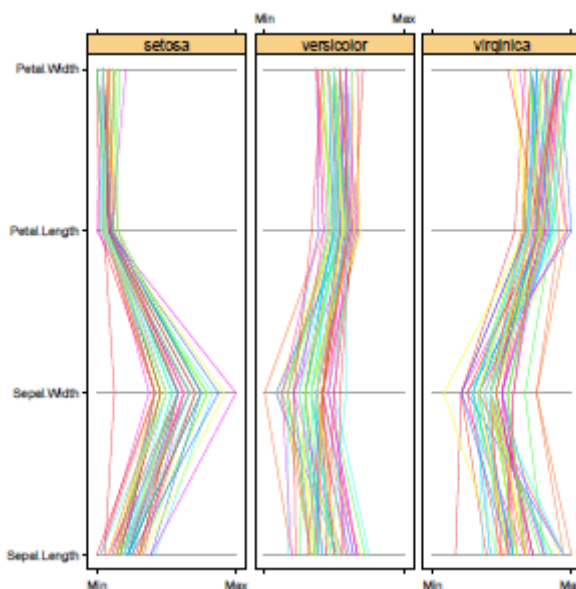 Min Max
setosa versicolor virginica
Petal.Width
Petal.Length
Sepal.Width
Sepal.Length
Min Max Min Max